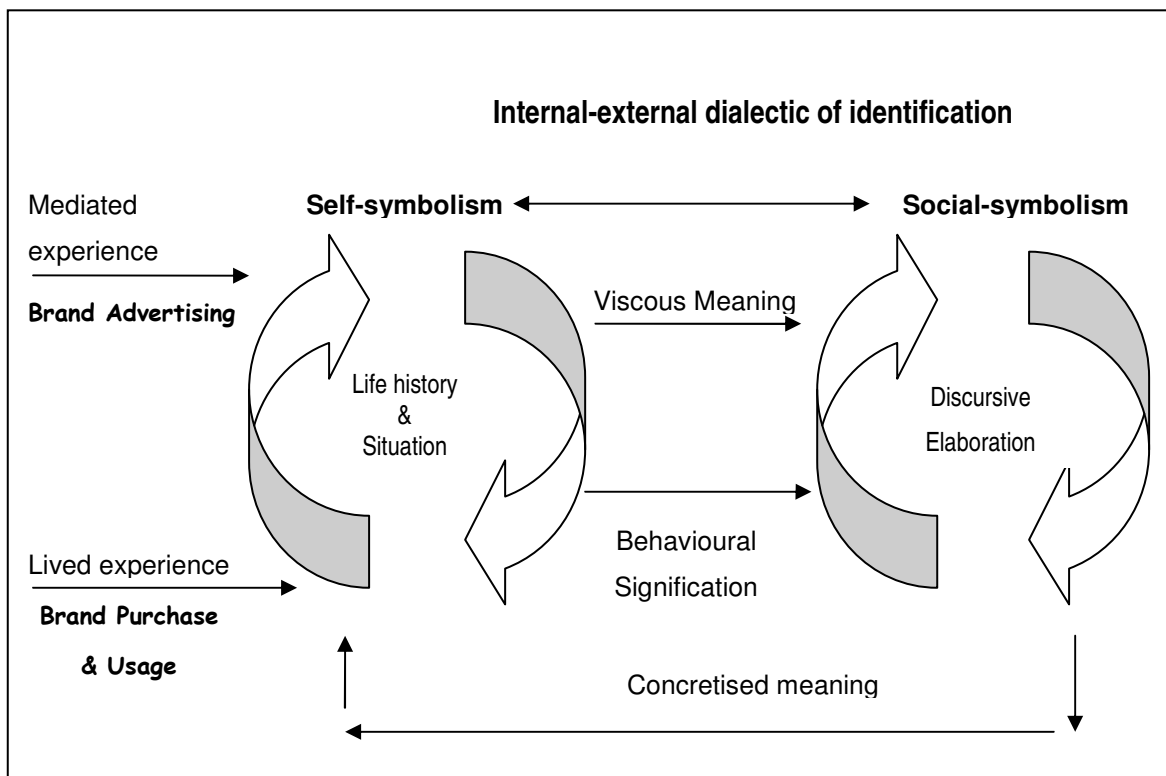 Internal-external dialectic of identification
Mediated
experience
Brand Advertising
Self-symbolism
Social-symbolism
Viscous Meaning
Life history
&
Situation
Discursive
Elaboration
Lived experience
Brand Purchase
& Usage
Behavioural
Signification
Concretised meaning